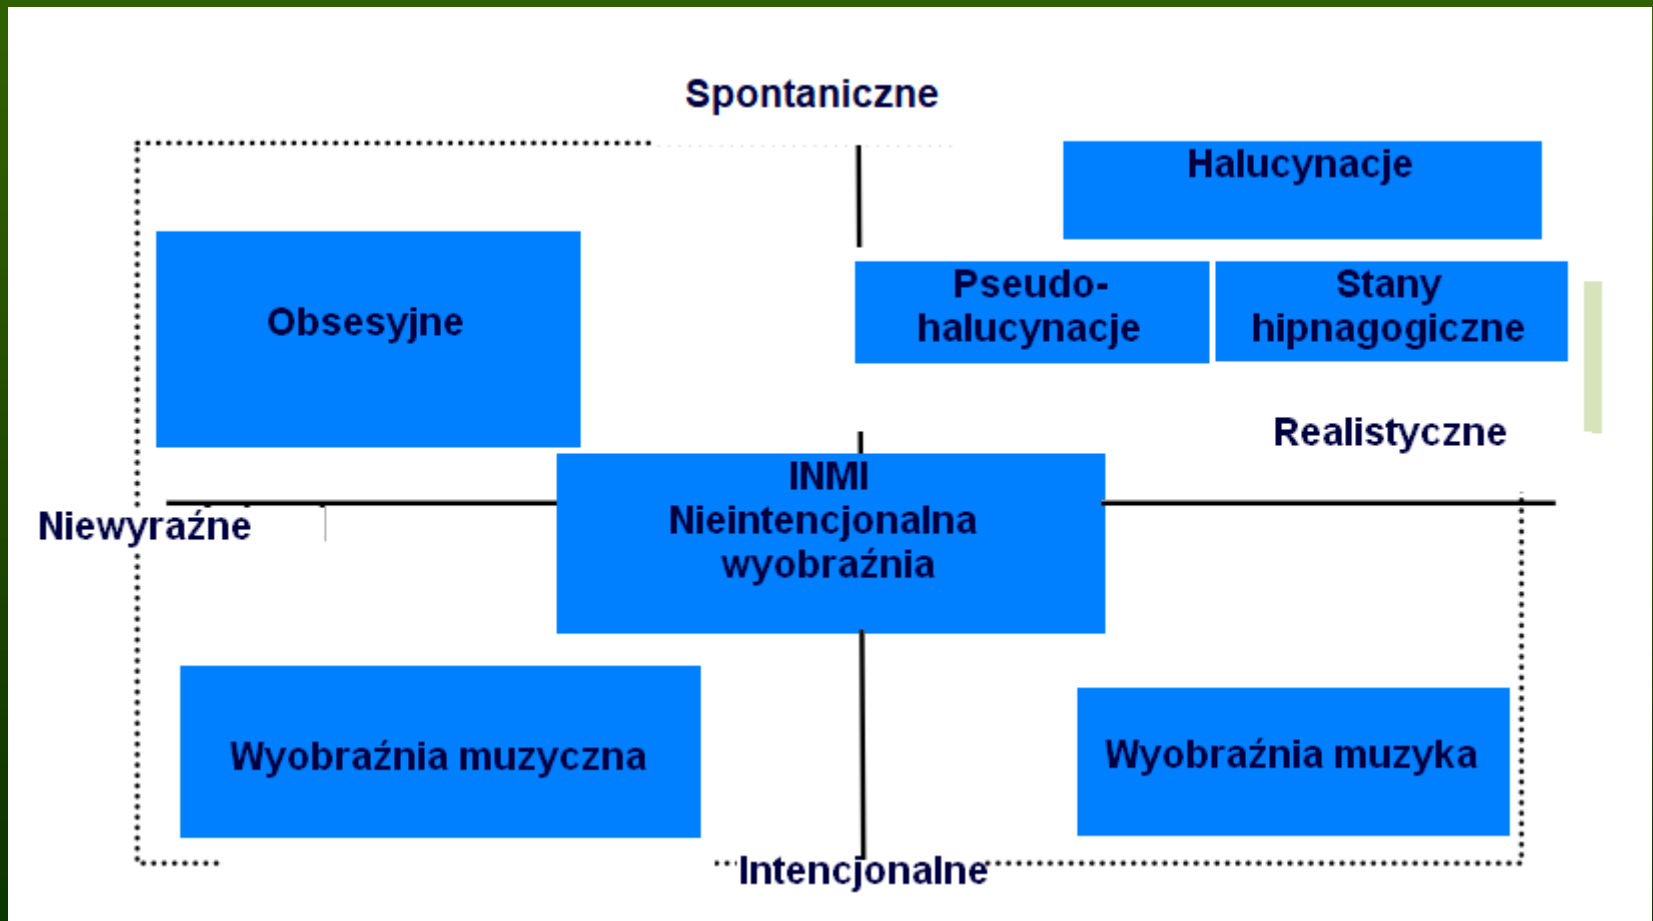 Spontaniczne
Halucynacje
Obsesyjne
Pseudo-
halucynacje
Stany
hipnagogiczne
Realistyczne
INMI
Nieintencjonalna
wyobraźnia
Niewyraźne
Wyobraźnia muzyczna
Wyobraźnia muzyka
Intencjonalne